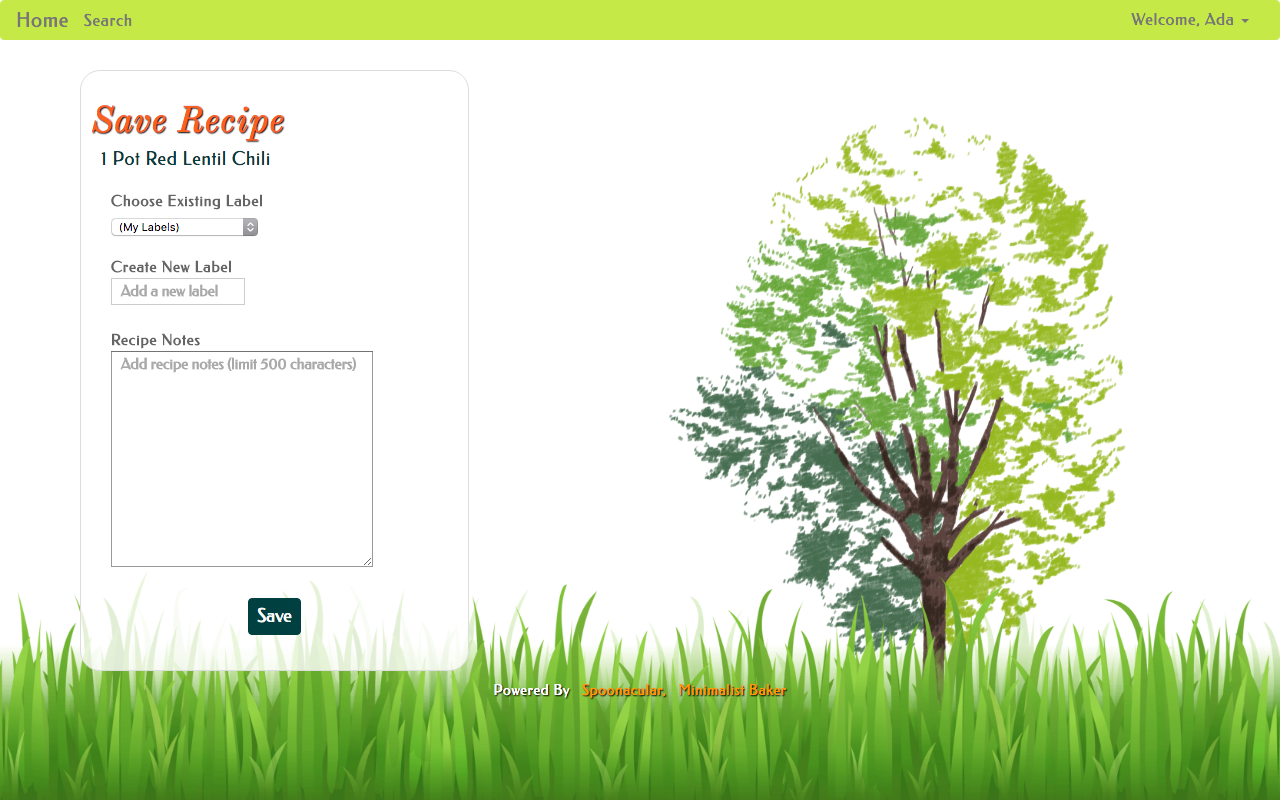 Home Search Welcome, Ada
Save Recipe
1 Pot Red Lentil Chili
Choose Existing Label
(My Labels)
Create New Label
Add a new label
Recipe Notes
Add recipe notes (limit 500 characters)
Save
Powered By Spoonacular, Minimalist Baker